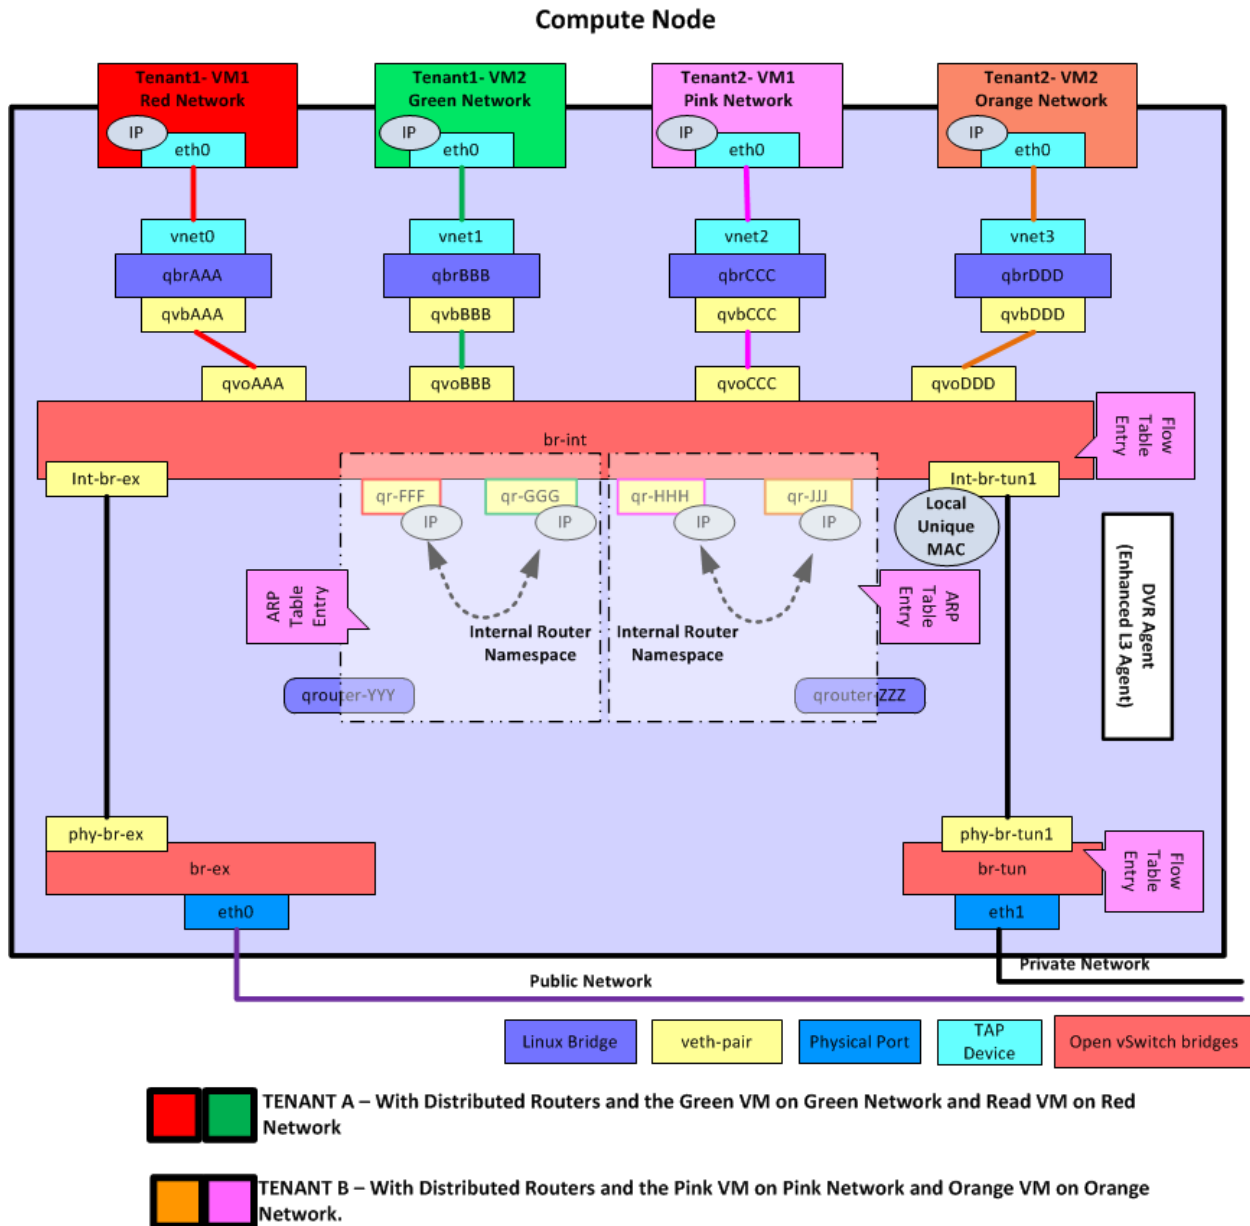 Compute Node
Tenant1- VM1
Red Network
IP
eth0
Tenant1- VM2
Green Network
IP
eth0
Tenant2- VM1
Pink Network
IP
eth0
Tenant2- VM2
Orange Network
IP
eth0
vnet0
vnet1
vnet2
vnet3
qbrAAA
qbrBBB
qbrCCC
qbrDDD
qvbAAA
qvbBBB
qvbCCC
qvbDDD
qvoAAA
qvoBBB
qvoCCC
qvoDDD
br-int
Flow
Table
Entry
Int-br-ex
qr-FFF
IP
qr-GGG
IP
qr-HHH
IP
qr-JJJ
IP
Int-br-tun1
Local
Unique
MAC
ARP
Table
Entry
Internal Router
Namespace
Internal Router
Namespace
ARP
Table
Entry
DVR Agent
(Enhanced L3 Agent)
qrouter-YYY
qrouter-ZZZ
phy-br-ex
br-ex
eth0
phy-br-tun1
br-tun
eth1
Flow
Table
Entry
Private Network
Public Network
Linux Bridge
veth-pair
Physical Port
TAP
Device
Open vSwitch bridges
TENANT A – With Distributed Routers and the Green VM on Green Network and Read VM on Red
Network
TENANT B – With Distributed Routers and the Pink VM on Pink Network and Orange VM on Orange
Network.